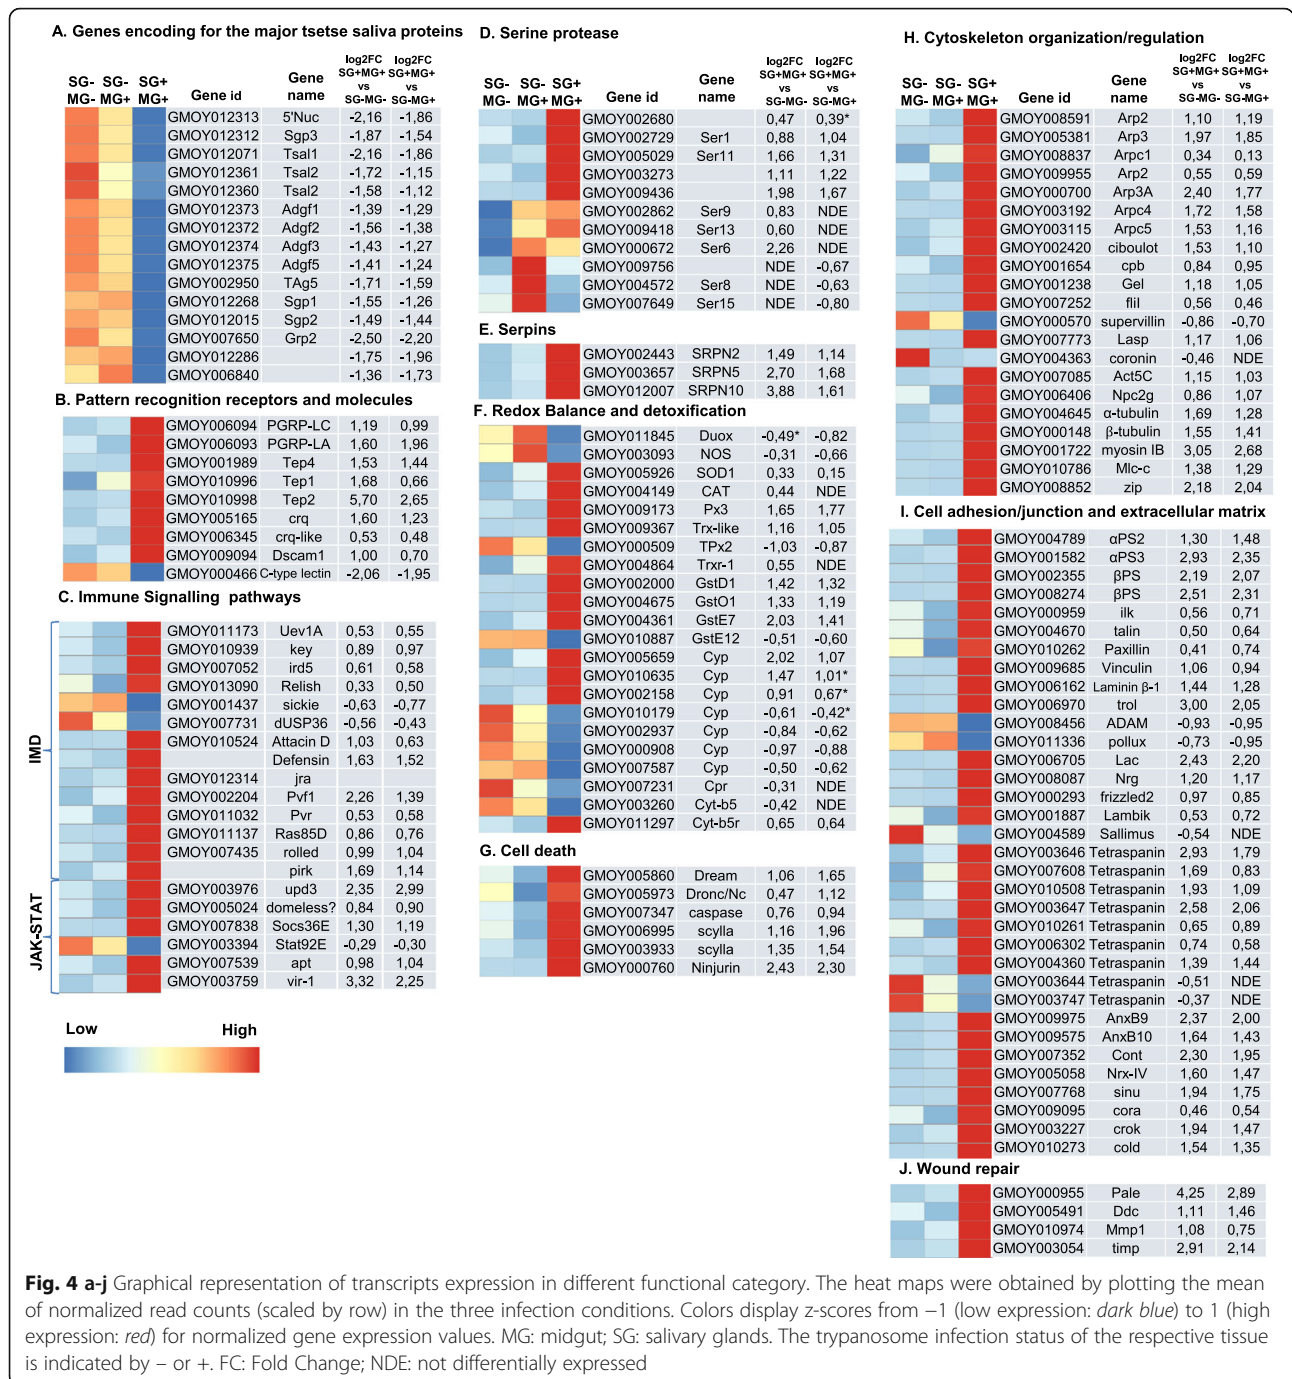 A. Genes encoding for the major tsetse saliva proteins
SG- MG-
SG- MG+
SG+ MG+
Gene id
Gene name
log2FC SG+MG+ vs SG-MG-
log2FC SG+MG+ vs SG-MG+
GMOY012313 5'Nuc -2,16 -1,86
GMOY012312 Sgp3 -1,87 -1,54
GMOY012071 Tsal1 -2,16 -1,86
GMOY012361 Tsal2 -1,72 -1,15
GMOY012360 Tsal2 -1,58 -1,12
GMOY012373 Adgf1 -1,39 -1,29
GMOY012372 Adgf2 -1,56 -1,38
GMOY012374 Adgf3 -1,43 -1,27
GMOY012375 Adgf5 -1,41 -1,24
GMOY002950 TAg5 -1,71 -1,59
GMOY012268 Sgp1 -1,55 -1,26
GMOY012015 Sgp2 -1,49 -1,44
GMOY007650 Grp2 -2,50 -2,20
GMOY012286 -1,75 -1,96
GMOY006840 -1,36 -1,73
B. Pattern recognition receptors and molecules
GMOY006094 PGRP-LC 1,19 0,99
GMOY006093 PGRP-LA 1,60 1,96
GMOY001989 Tep4 1,53 1,44
GMOY010996 Tep1 1,68 0,66
GMOY010998 Tep2 5,70 2,65
GMOY005165 crq 1,60 1,23
GMOY006345 crq-like 0,53 0,48
GMOY009094 Dscam1 1,00 0,70
GMOY000466 C-type lectin -2,06 -1,95
C. Immune Signalling pathways
IMD
GMOY011173 Uev1A 0,53 0,55
GMOY010939 key 0,89 0,97
GMOY007052 ird5 0,61 0,58
GMOY013090 Relish 0,33 0,50
GMOY001437 sickie -0,63 -0,77
GMOY007731 dUSP36 -0,56 -0,43
GMOY010524 Attacin D 1,03 0,63
Defensin 1,63 1,52
GMOY012314 jra
GMOY002204 Pvf1 2,26 1,39
GMOY011032 Pvr 0,53 0,58
GMOY011137 Ras85D 0,86 0,76
GMOY007435 rolled 0,99 1,04
pirk 1,69 1,14
JAK-STAT
GMOY003976 upd3 2,35 2,99
GMOY005024 domeless? 0,84 0,90
GMOY007838 Socs36E 1,30 1,19
GMOY003394 Stat92E -0,29 -0,30
GMOY007539 apt 0,98 1,04
GMOY003759 vir-1 3,32 2,25
Low High
D. Serine protease
SG- MG-
SG- MG+
SG+ MG+
Gene id
Gene name
log2FC SG+MG+ vs SG-MG-
log2FC SG+MG+ vs SG-MG+
GMOY002680 0,47 0,39*
GMOY002729 Ser1 0,88 1,04
GMOY005029 Ser11 1,66 1,31
GMOY003273 1,11 1,22
GMOY009436 1,98 1,67
GMOY002862 Ser9 0,83 NDE
GMOY009418 Ser13 0,60 NDE
GMOY000672 Ser6 2,26 NDE
GMOY009756 NDE -0,67
GMOY004572 Ser8 NDE -0,63
GMOY007649 Ser15 NDE -0,80
E. Serpins
GMOY002443 SRPN2 1,49 1,14
GMOY003657 SRPN5 2,70 1,68
GMOY012007 SRPN10 3,88 1,61
F. Redox Balance and detoxification
GMOY011845 Duox -0,49* -0,82
GMOY003093 NOS -0,31 -0,66
GMOY005926 SOD1 0,33 0,15
GMOY004149 CAT 0,44 NDE
GMOY009173 Px3 1,65 1,77
GMOY009367 Trx-like 1,16 1,05
GMOY000509 TPx2 -1,03 -0,87
GMOY004864 Trxr-1 0,55 NDE
GMOY002000 GstD1 1,42 1,32
GMOY004675 GstO1 1,33 1,19
GMOY004361 GstE7 2,03 1,41
GMOY010887 GstE12 -0,51 -0,60
GMOY005659 Cyp 2,02 1,07
GMOY010635 Cyp 1,47 1,01*
GMOY002158 Cyp 0,91 0,67*
GMOY010179 Cyp -0,61 -0,42*
GMOY002937 Cyp -0,84 -0,62
GMOY000908 Cyp -0,97 -0,88
GMOY007587 Cyp -0,50 -0,62
GMOY007231 Cpr -0,31 NDE
GMOY003260 Cyt-b5 -0,42 NDE
GMOY011297 Cyt-b5r 0,65 0,64
G. Cell death
GMOY005860 Dream 1,06 1,65
GMOY005973 Dronc/Nc 0,47 1,12
GMOY007347 caspase 0,76 0,94
GMOY006995 scylla 1,16 1,96
GMOY003933 scylla 1,35 1,54
GMOY000760 Ninjurin 2,43 2,30
H. Cytoskeleton organization/regulation
SG- MG-
SG- MG+
SG+ MG+
Gene id
Gene name
log2FC SG+MG+ vs SG-MG-
log2FC SG+MG+ vs SG-MG+
GMOY008591 Arp2 1,10 1,19
GMOY005381 Arp3 1,97 1,85
GMOY008837 Arpc1 0,34 0,13
GMOY009955 Arp2 0,55 0,59
GMOY000700 Arp3A 2,40 1,77
GMOY003192 Arpc4 1,72 1,58
GMOY003115 Arpc5 1,53 1,16
GMOY002420 ciboulot 1,53 1,10
GMOY001654 cpb 0,84 0,95
GMOY001238 Gel 1,18 1,05
GMOY007252 fliI 0,56 0,46
GMOY000570 supervillin -0,86 -0,70
GMOY007773 Lasp 1,17 1,06
GMOY004363 coronin -0,46 NDE
GMOY007085 Act5C 1,15 1,03
GMOY006406 Npc2g 0,86 1,07
GMOY004645 α-tubulin 1,69 1,28
GMOY000148 β-tubulin 1,55 1,41
GMOY001722 myosin IB 3,05 2,68
GMOY010786 Mlc-c 1,38 1,29
GMOY008852 zip 2,18 2,04
I. Cell adhesion/junction and extracellular matrix
GMOY004789 αPS2 1,30 1,48
GMOY001582 αPS3 2,93 2,35
GMOY002355 βPS 2,19 2,07
GMOY008274 βPS 2,51 2,31
GMOY000959 ilk 0,56 0,71
GMOY004670 talin 0,50 0,64
GMOY010262 Paxillin 0,41 0,74
GMOY009685 Vinculin 1,06 0,94
GMOY006162 Laminin β-1 1,44 1,28
GMOY006970 trol 3,00 2,05
GMOY008456 ADAM -0,93 -0,95
GMOY011336 pollux -0,73 -0,95
GMOY006705 Lac 2,43 2,20
GMOY008087 Nrg 1,20 1,17
GMOY000293 frizzled2 0,97 0,85
GMOY001887 Lambik 0,53 0,72
GMOY004589 Sallimus -0,54 NDE
GMOY003646 Tetraspanin 2,93 1,79
GMOY007608 Tetraspanin 1,69 0,83
GMOY010508 Tetraspanin 1,93 1,09
GMOY003647 Tetraspanin 2,58 2,06
GMOY010261 Tetraspanin 0,65 0,89
GMOY006302 Tetraspanin 0,74 0,58
GMOY004360 Tetraspanin 1,39 1,44
GMOY003644 Tetraspanin -0,51 NDE
GMOY003747 Tetraspanin -0,37 NDE
GMOY009975 AnxB9 2,37 2,00
GMOY009575 AnxB10 1,64 1,43
GMOY007352 Cont 2,30 1,95
GMOY005058 Nrx-IV 1,60 1,47
GMOY007768 sinu 1,94 1,75
GMOY009095 cora 0,46 0,54
GMOY003227 crok 1,94 1,47
GMOY010273 cold 1,54 1,35
J. Wound repair
GMOY000955 Pale 4,25 2,89
GMOY005491 Ddc 1,11 1,46
GMOY010974 Mmp1 1,08 0,75
GMOY003054 timp 2,91 2,14
Fig. 4 a-j Graphical representation of transcripts expression in different functional category. The heat maps were obtained by plotting the mean
of normalized read counts (scaled by row) in the three infection conditions. Colors display z-scores from −1 (low expression: dark blue) to 1 (high
expression: red) for normalized gene expression values. MG: midgut; SG: salivary glands. The trypanosome infection status of the respective tissue
is indicated by – or +. FC: Fold Change; NDE: not differentially expressed